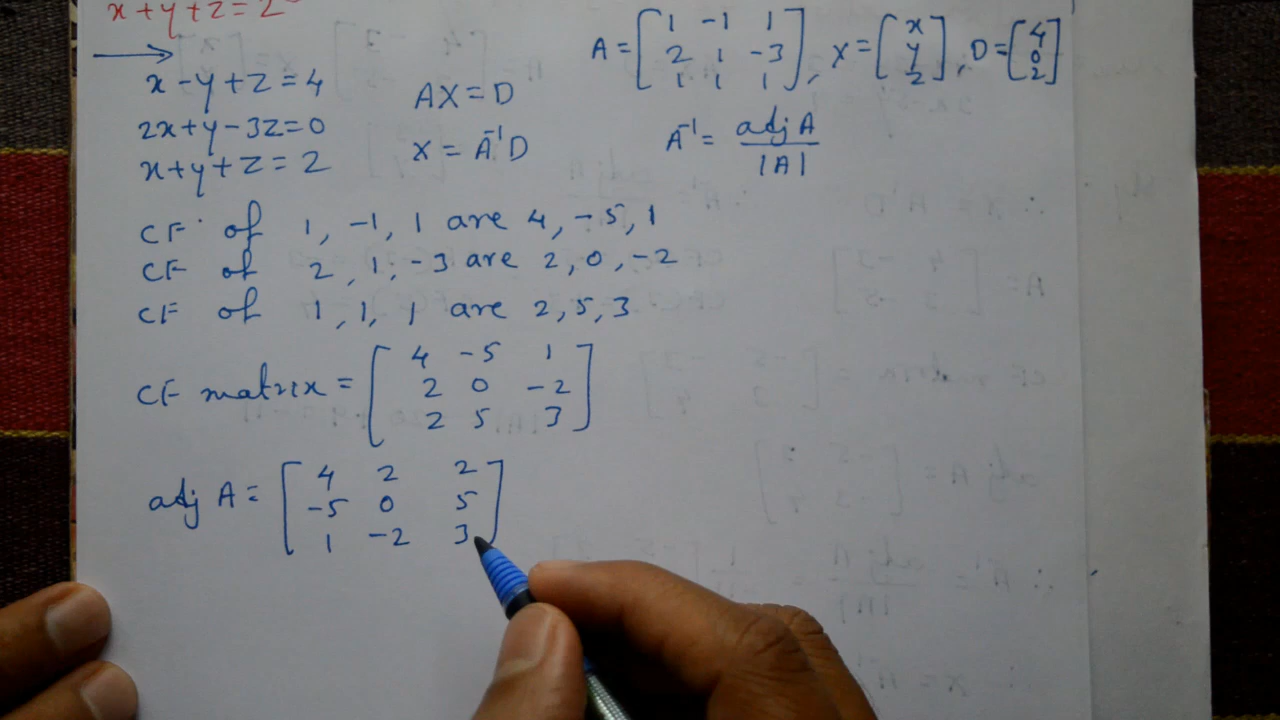 x+y+z=2
x-y+z=4
2x+y-3z=0
x+y+z=2
AX=D
X=A⁻¹D
A=[1 -1 1
2 1 -3
1 1 1], X=[x
y
z], D=[4
0
2]
A⁻¹= adj A
|A|
CF of 1, -1, 1 are 4, -5, 1
CF of 2, 1, -3 are 2, 0, -2
CF of 1, 1, 1 are 2, 5, 3
CF matrix = [4 -5 1
2 0 -2
2 5 3]
adj A = [4 2 2
-5 0 5
1 -2 3]